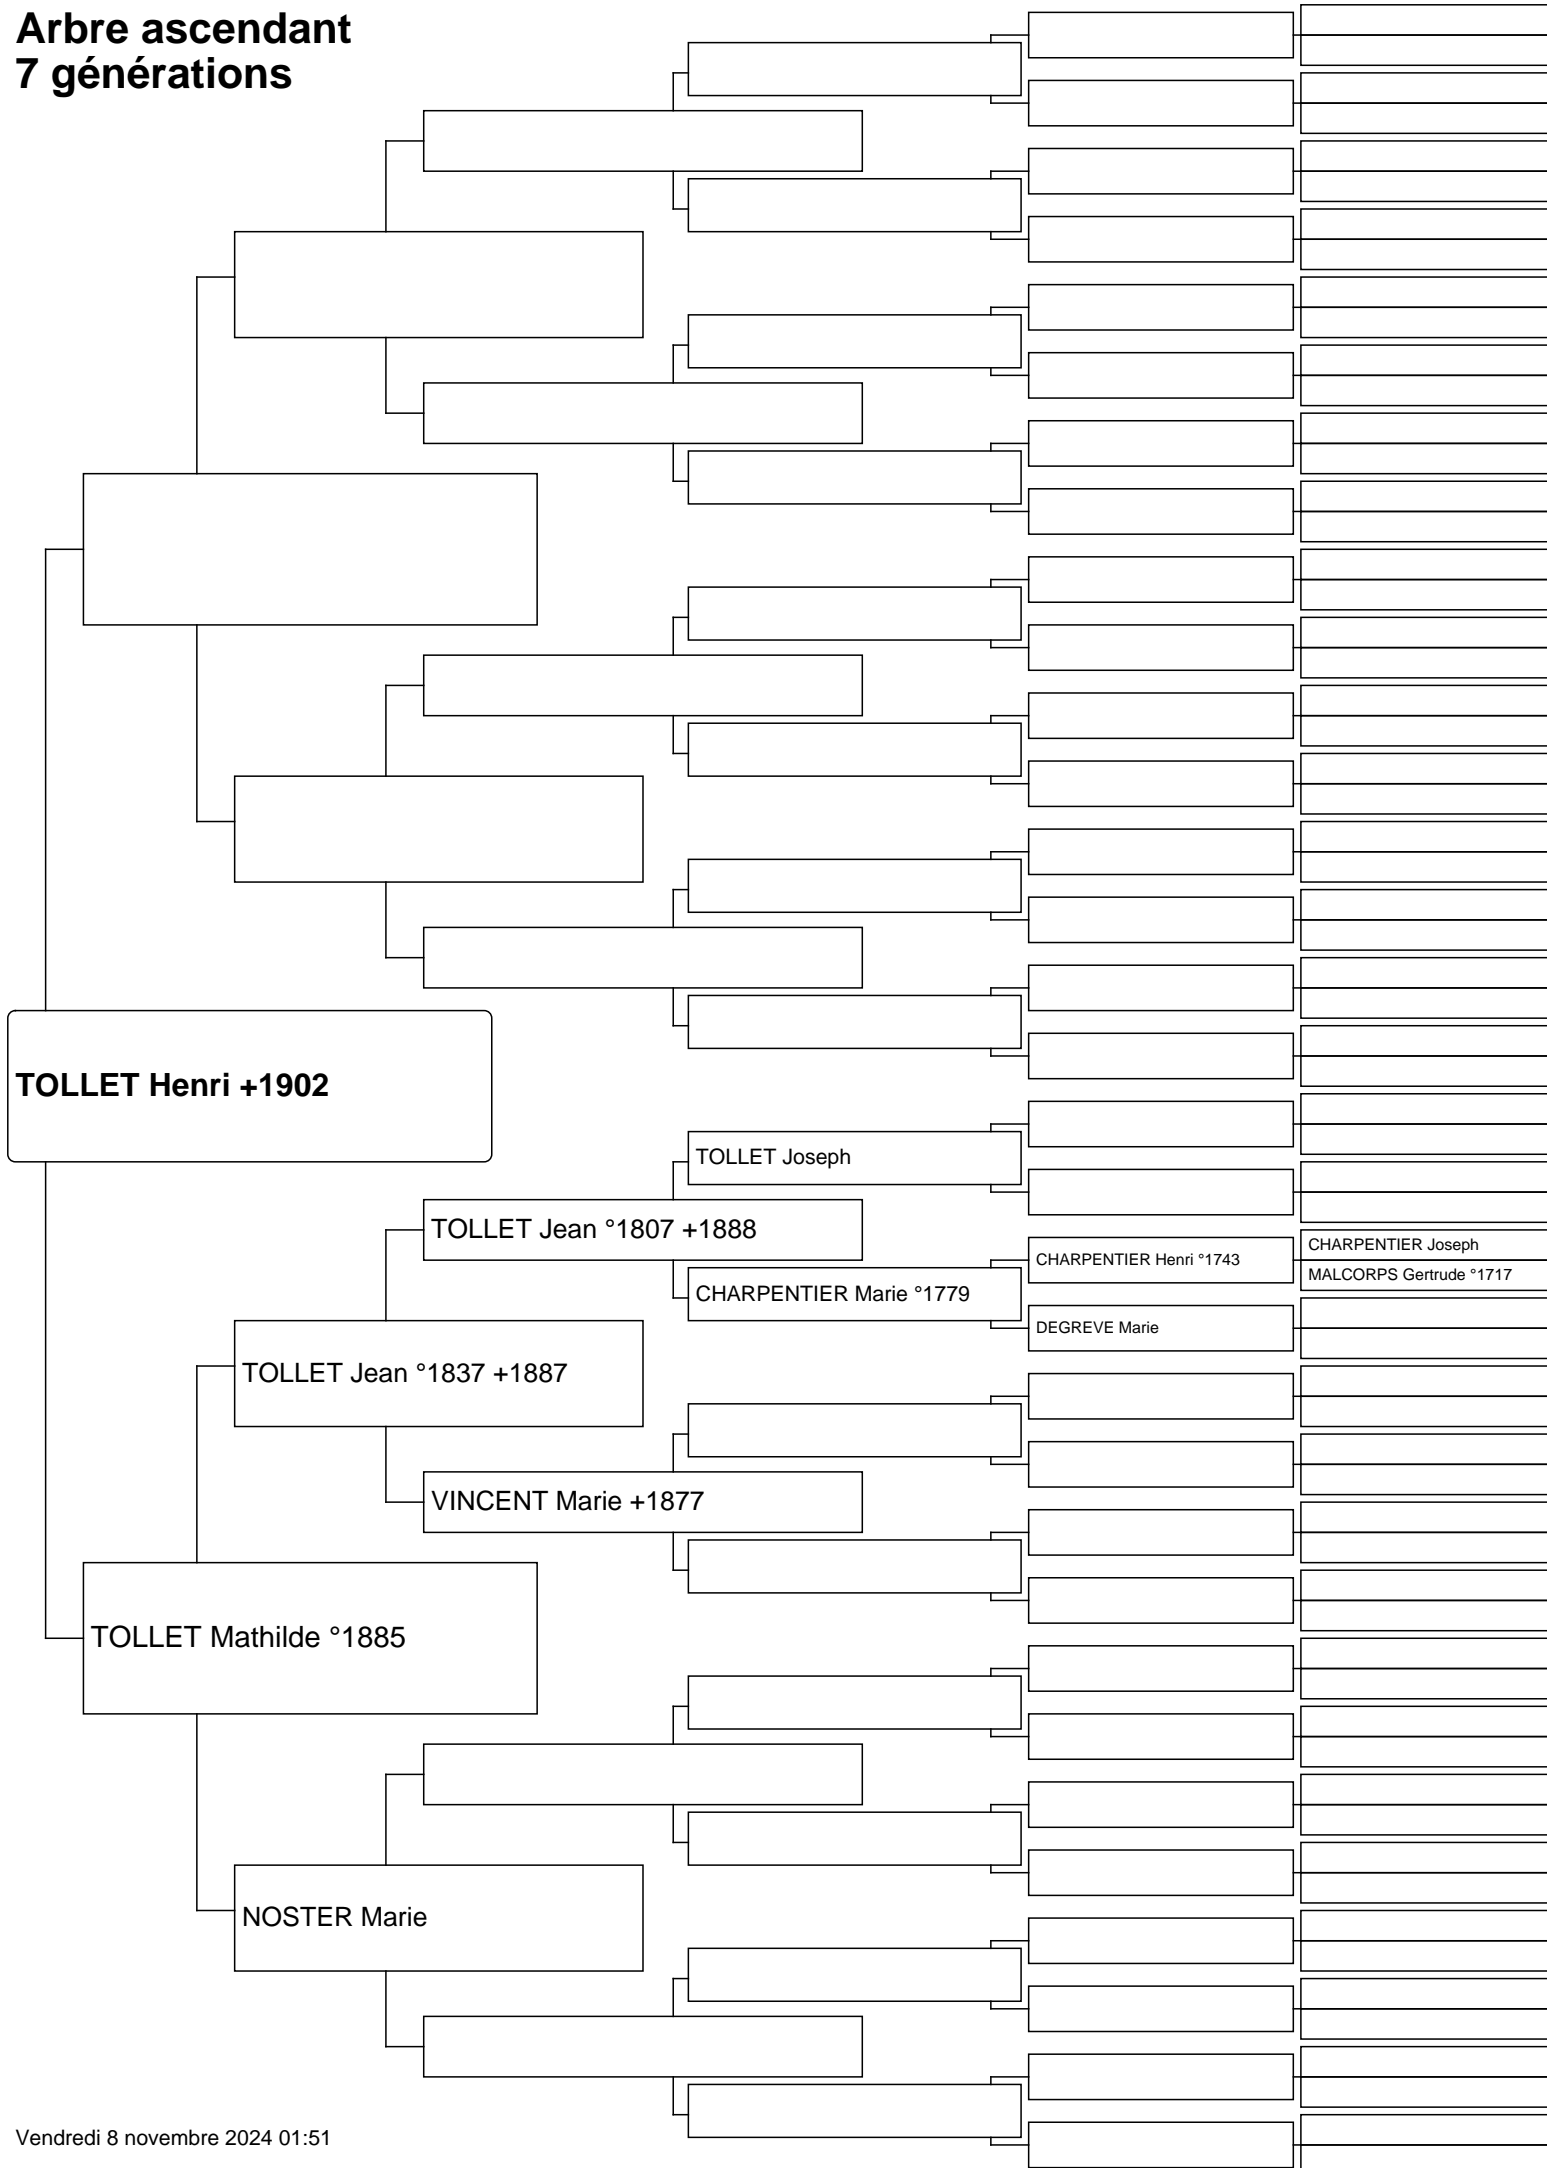 Arbre ascendant
7 générations
TOLLET Henri +1902
TOLLET Joseph
TOLLET Jean °1807 +1888
CHARPENTIER Joseph
CHARPENTIER Henri °1743
MALCORPS Gertrude °1717
CHARPENTIER Marie °1779
DEGREVE Marie
TOLLET Jean °1837 +1887
VINCENT Marie +1877
TOLLET Mathilde °1885
NOSTER Marie
Vendredi 8 novembre 2024 01:51